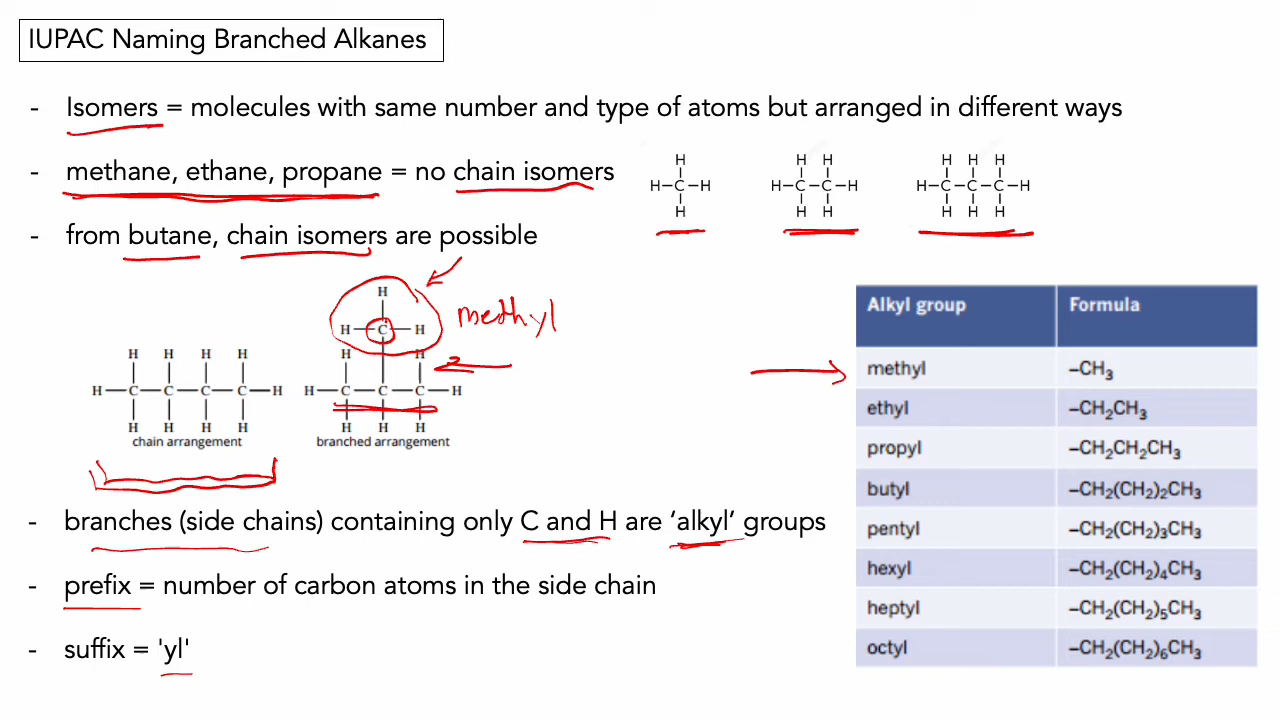 IUPAC Naming Branched Alkanes
- Isomers = molecules with same number and type of atoms but arranged in different ways
- methane, ethane, propane = no chain isomers
H
H–C–H
H
H H
H–C–C–H
H H
H H H
H–C–C–C–H
H H H
- from butane, chain isomers are possible
H H H H
H–C–C–C–C–H
H H H H
chain arrangement
H
H–C–H
H H
H–C–C–C–H
H H H
branched arrangement
methyl
Alkyl group Formula
methyl –CH₃
ethyl –CH₂CH₃
propyl –CH₂CH₂CH₃
butyl –CH₂(CH₂)₂CH₃
pentyl –CH₂(CH₂)₃CH₃
hexyl –CH₂(CH₂)₄CH₃
heptyl –CH₂(CH₂)₅CH₃
octyl –CH₂(CH₂)₆CH₃
- branches (side chains) containing only C and H are ‘alkyl’ groups
- prefix = number of carbon atoms in the side chain
- suffix = 'yl'